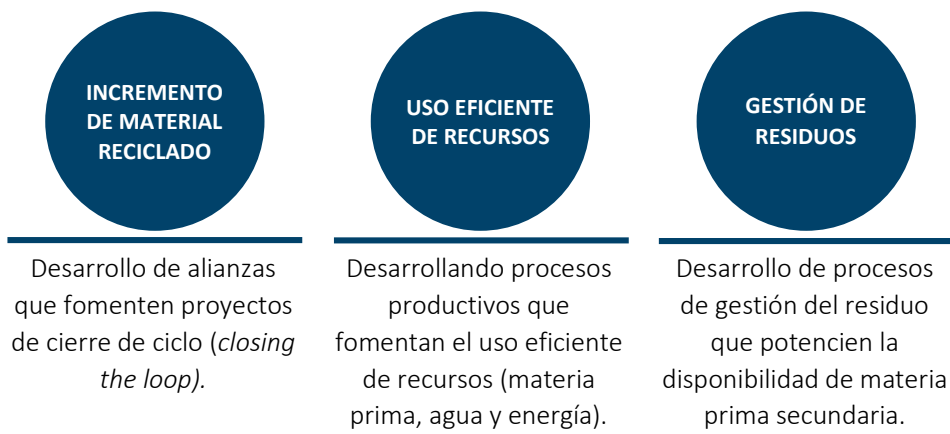 INCREMENTO
DE MATERIAL
RECICLADO
Desarrollo de alianzas
que fomenten proyectos
de cierre de ciclo (closing
the loop).
USO EFICIENTE
DE RECURSOS
Desarrollando procesos
productivos que
fomentan el uso eficiente
de recursos (materia
prima, agua y energía).
GESTIÓN DE
RESIDUOS
Desarrollo de procesos
de gestión del residuo
que potencien la
disponibilidad de materia
prima secundaria.